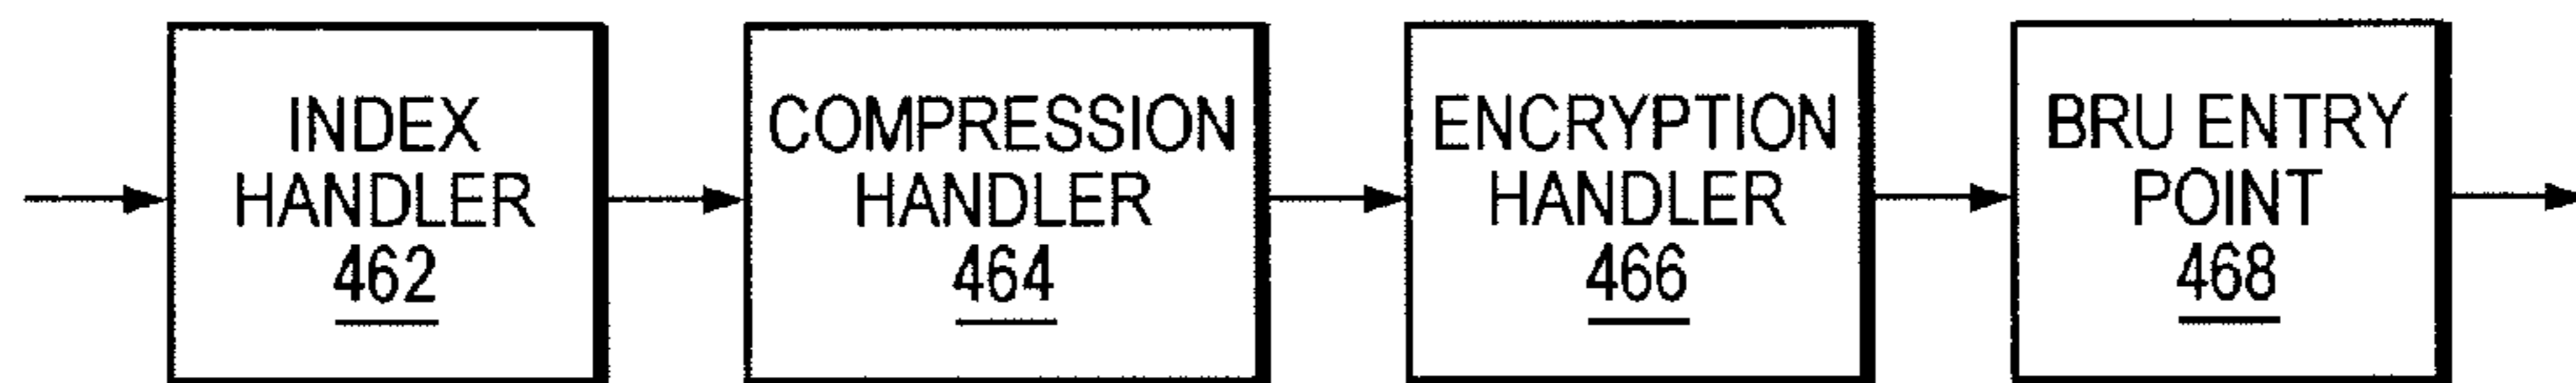 INDEX
HANDLER
462
COMPRESSION
HANDLER
464
ENCRYPTION
HANDLER
466
BRU ENTRY
POINT
468